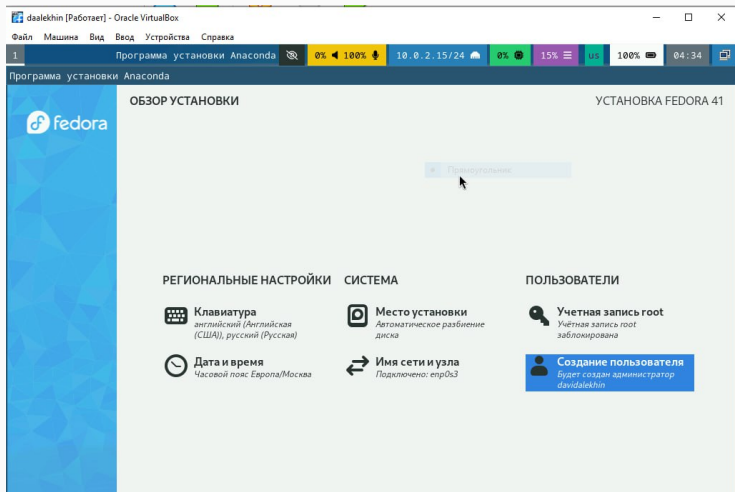 daalekhin [Работает] - Oracle VirtualBox
Файл Машина Вид Ввод Устройства Справка
1 Программа установки Anaconda 0% 100% 10.0.2.15/24 0% 15% us 100% 04:34
Программа установки Anaconda
fedora
ОБЗОР УСТАНОВКИ
УСТАНОВКА FEDORA 41
Прямоугольник
РЕГИОНАЛЬНЫЕ НАСТРОЙКИ
Клавиатура
английский (Английская
(США)), русский (Русская)
Дата и время
Часовой пояс Европа/Москва
СИСТЕМА
Место установки
Автоматическое разбиение
диска
Имя сети и узла
Подключено: enp0s3
ПОЛЬЗОВАТЕЛИ
Учетная запись root
Учётная запись root
заблокирована
Создание пользователя
Будет создан администратор
davidalekhin